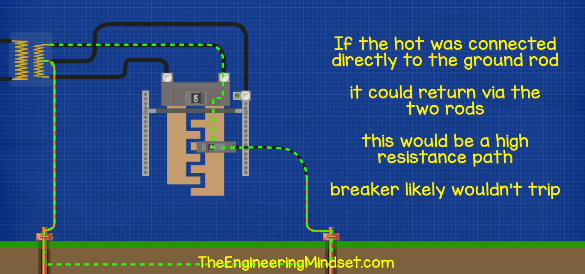 If the hot was connected
directly to the ground rod
it could return via the
two rods
this would be a high
resistance path
breaker likely wouldn't trip
TheEngineeringMindset.com